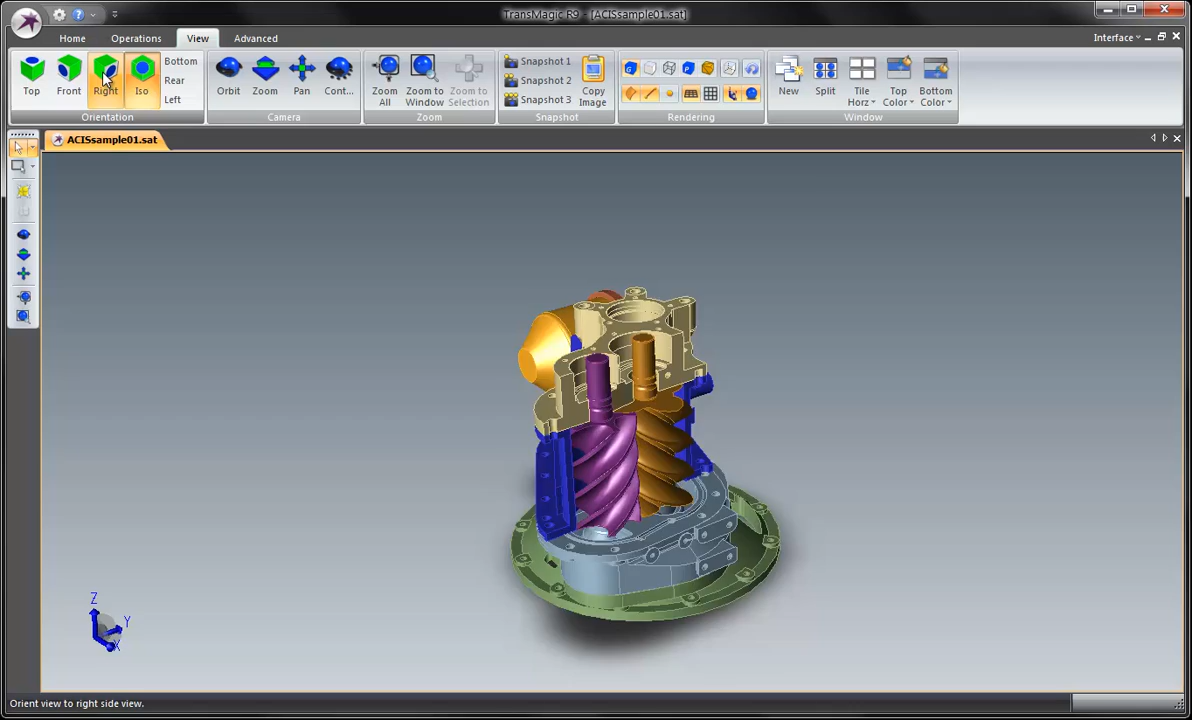 TransMagic R9 - [ACISsample01.sat]
Home Operations View Advanced Interface
Top Front Right Iso Bottom Rear Left
Orientation
Orbit Zoom Pan Cont...
Camera
Zoom All Zoom to Window Zoom to Selection
Zoom
Snapshot 1
Snapshot 2
Snapshot 3
Copy Image
Snapshot
Rendering
New Split Tile Horz Top Color Bottom Color
Window
ACISsample01.sat
Z
Y
X
Orient view to right side view.